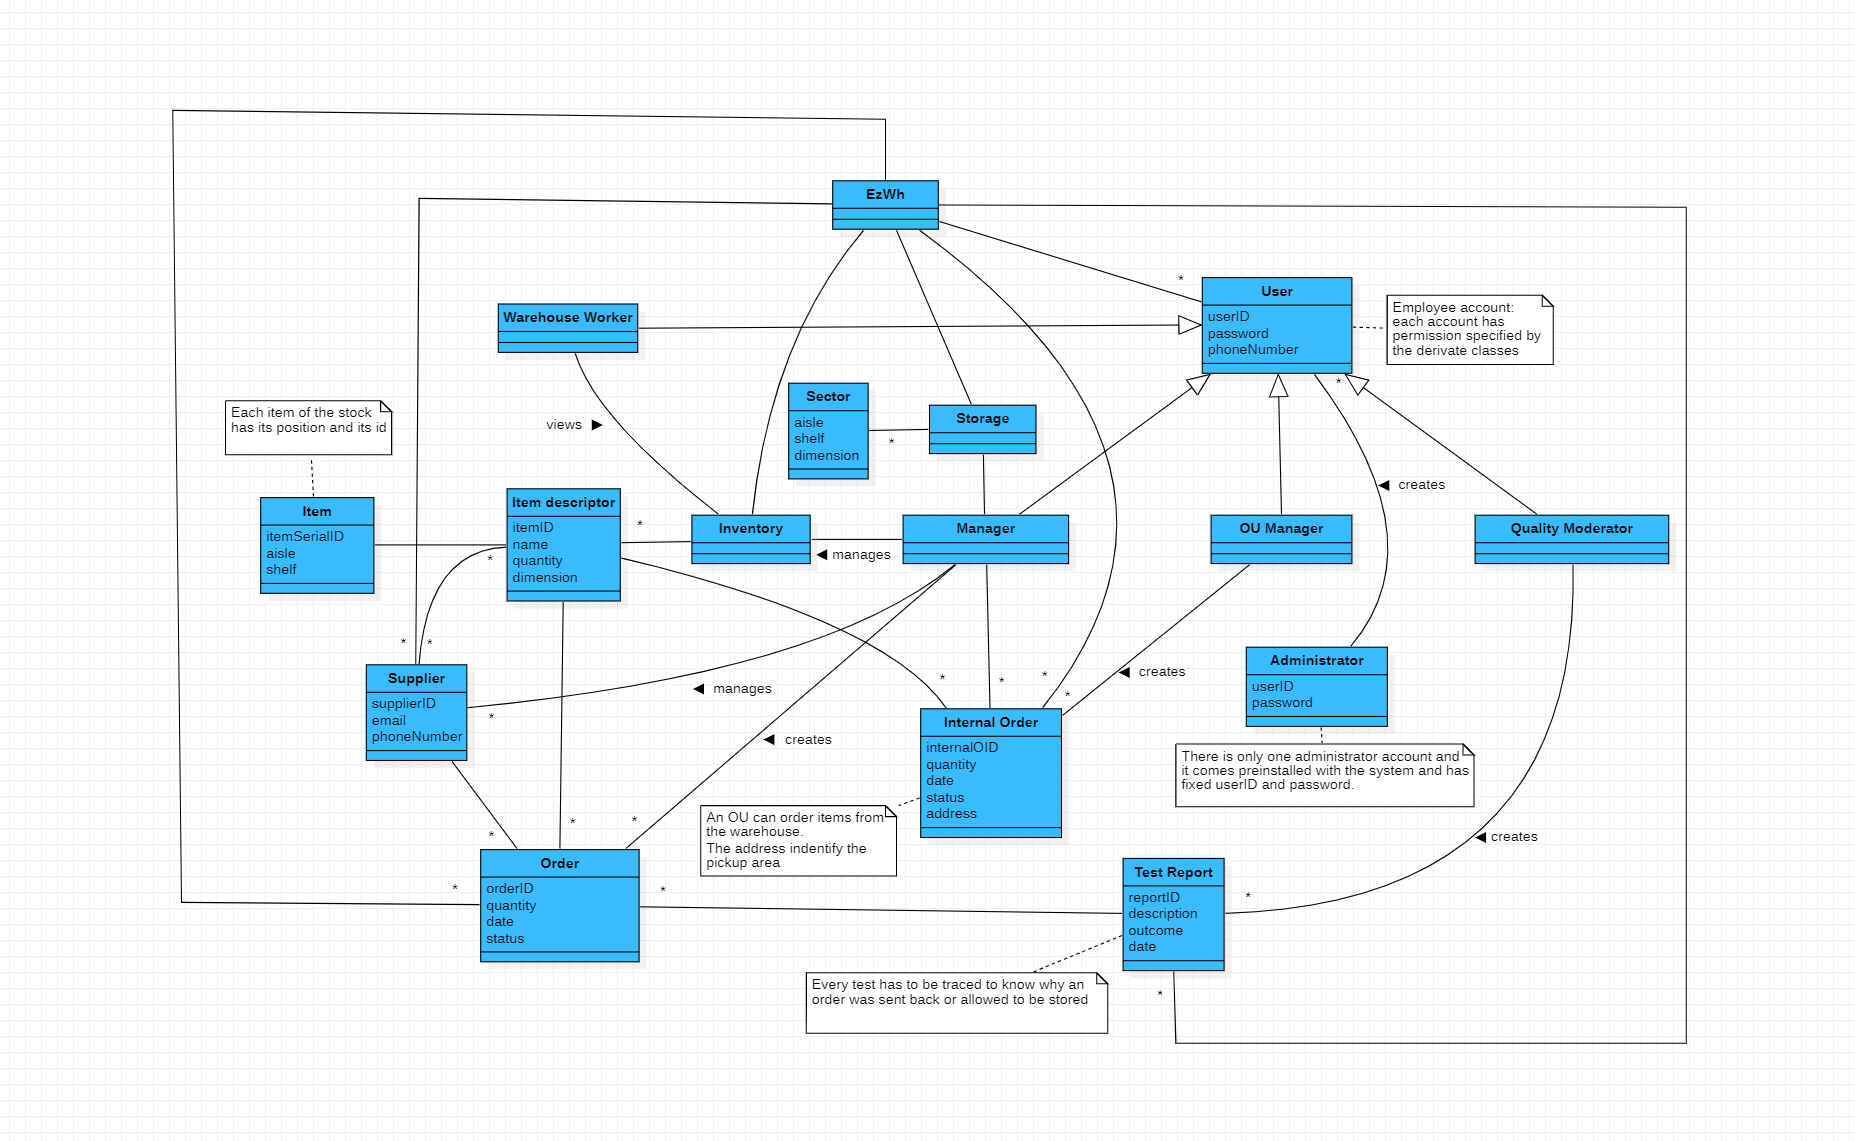 EzWh
*
User
userID
password
phoneNumber
Employee account:
each account has
permission specified by
the derivate classes
Warehouse Worker
*
Sector
aisle
shelf
dimension
Storage
*
Each item of the stock
has its position and its id
views ►
◄ creates
Item
itemSerialID
aisle
shelf
Item descriptor
itemID
name
quantity
dimension
*
*
Inventory
◄ manages
Manager
OU Manager
Quality Moderator
*
*
Supplier
supplierID
email
phoneNumber
*
◄ manages
◄ creates
*
*
*
*
◄ creates
Internal Order
internalOID
quantity
date
status
address
Administrator
userID
password
There is only one administrator account and
it comes preinstalled with the system and has
fixed userID and password.
An OU can order items from
the warehouse.
The address indentify the
pickup area
*
*
*
◄ creates
Order
orderID
quantity
date
status
*
*
Test Report
reportID
description
outcome
date
*
*
Every test has to be traced to know why an
order was sent back or allowed to be stored